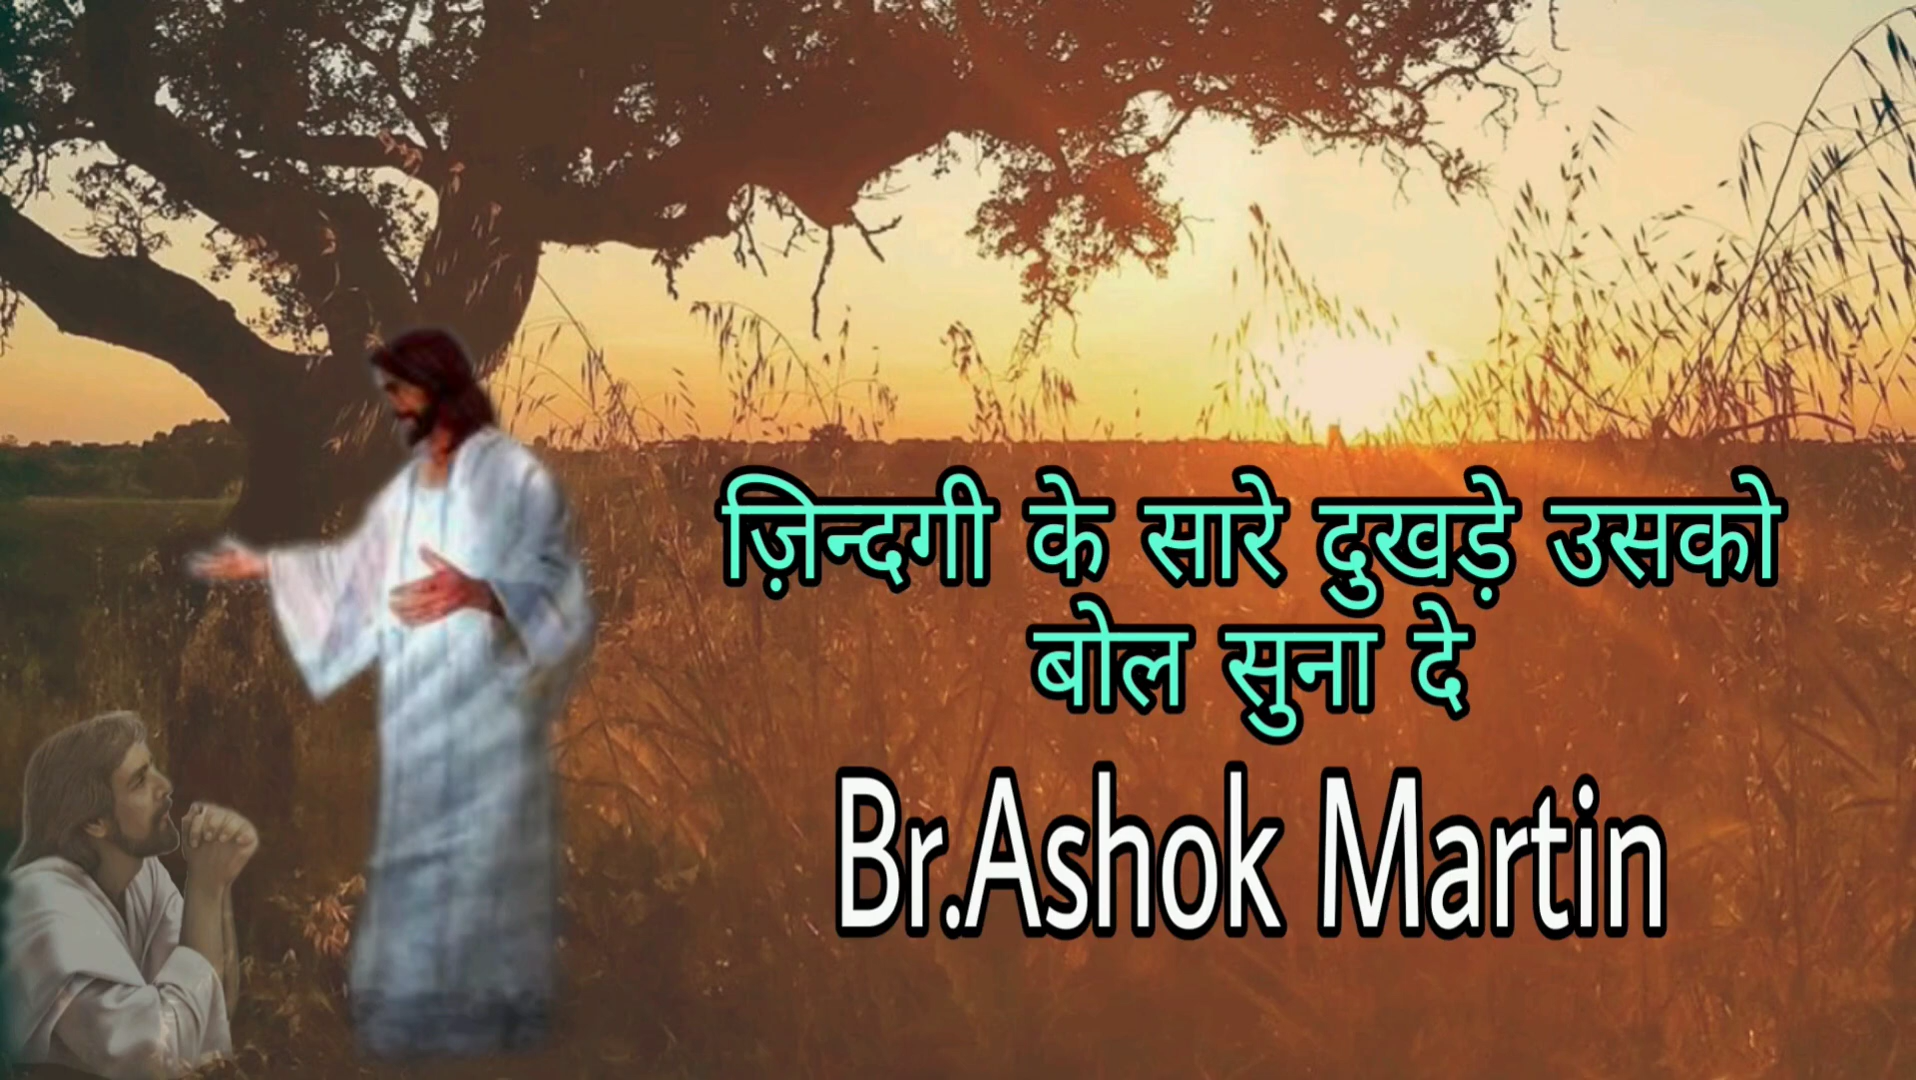 ज़िन्दगी के सारे दुखड़े उसको
बोल सुना दे
Br.Ashok Martin